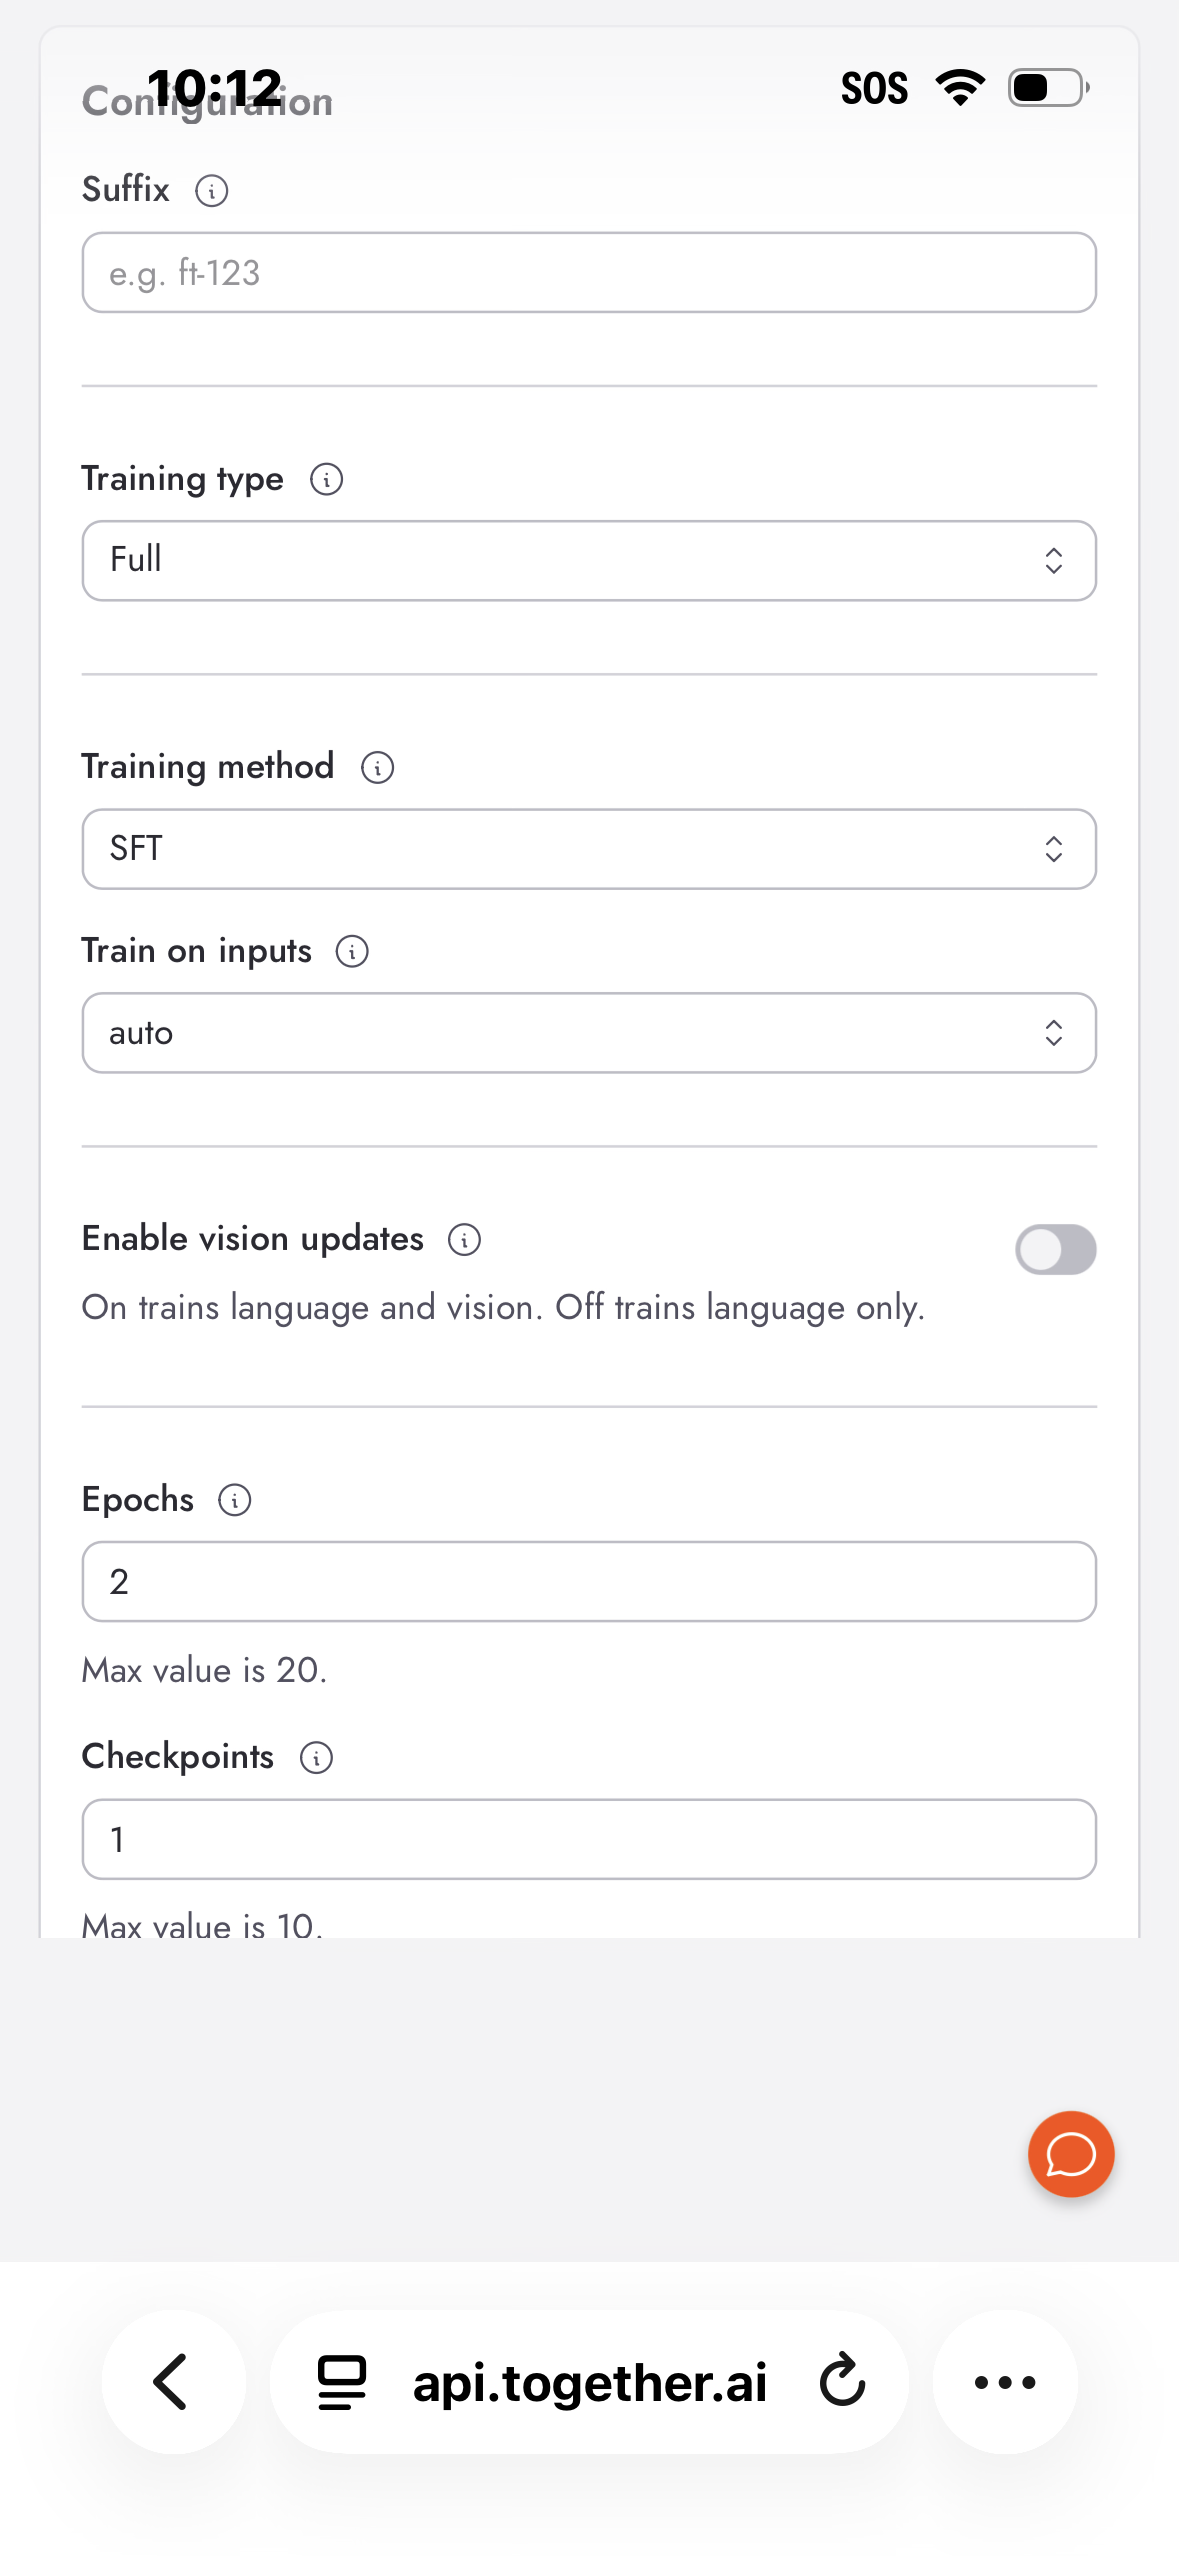 10:12
SOS
Configuration
Suffix
e.g. ft-123
Training type
Full
Training method
SFT
Train on inputs
auto
Enable vision updates
On trains language and vision. Off trains language only.
Epochs
2
Max value is 20.
Checkpoints
1
Max value is 10.
api.together.ai